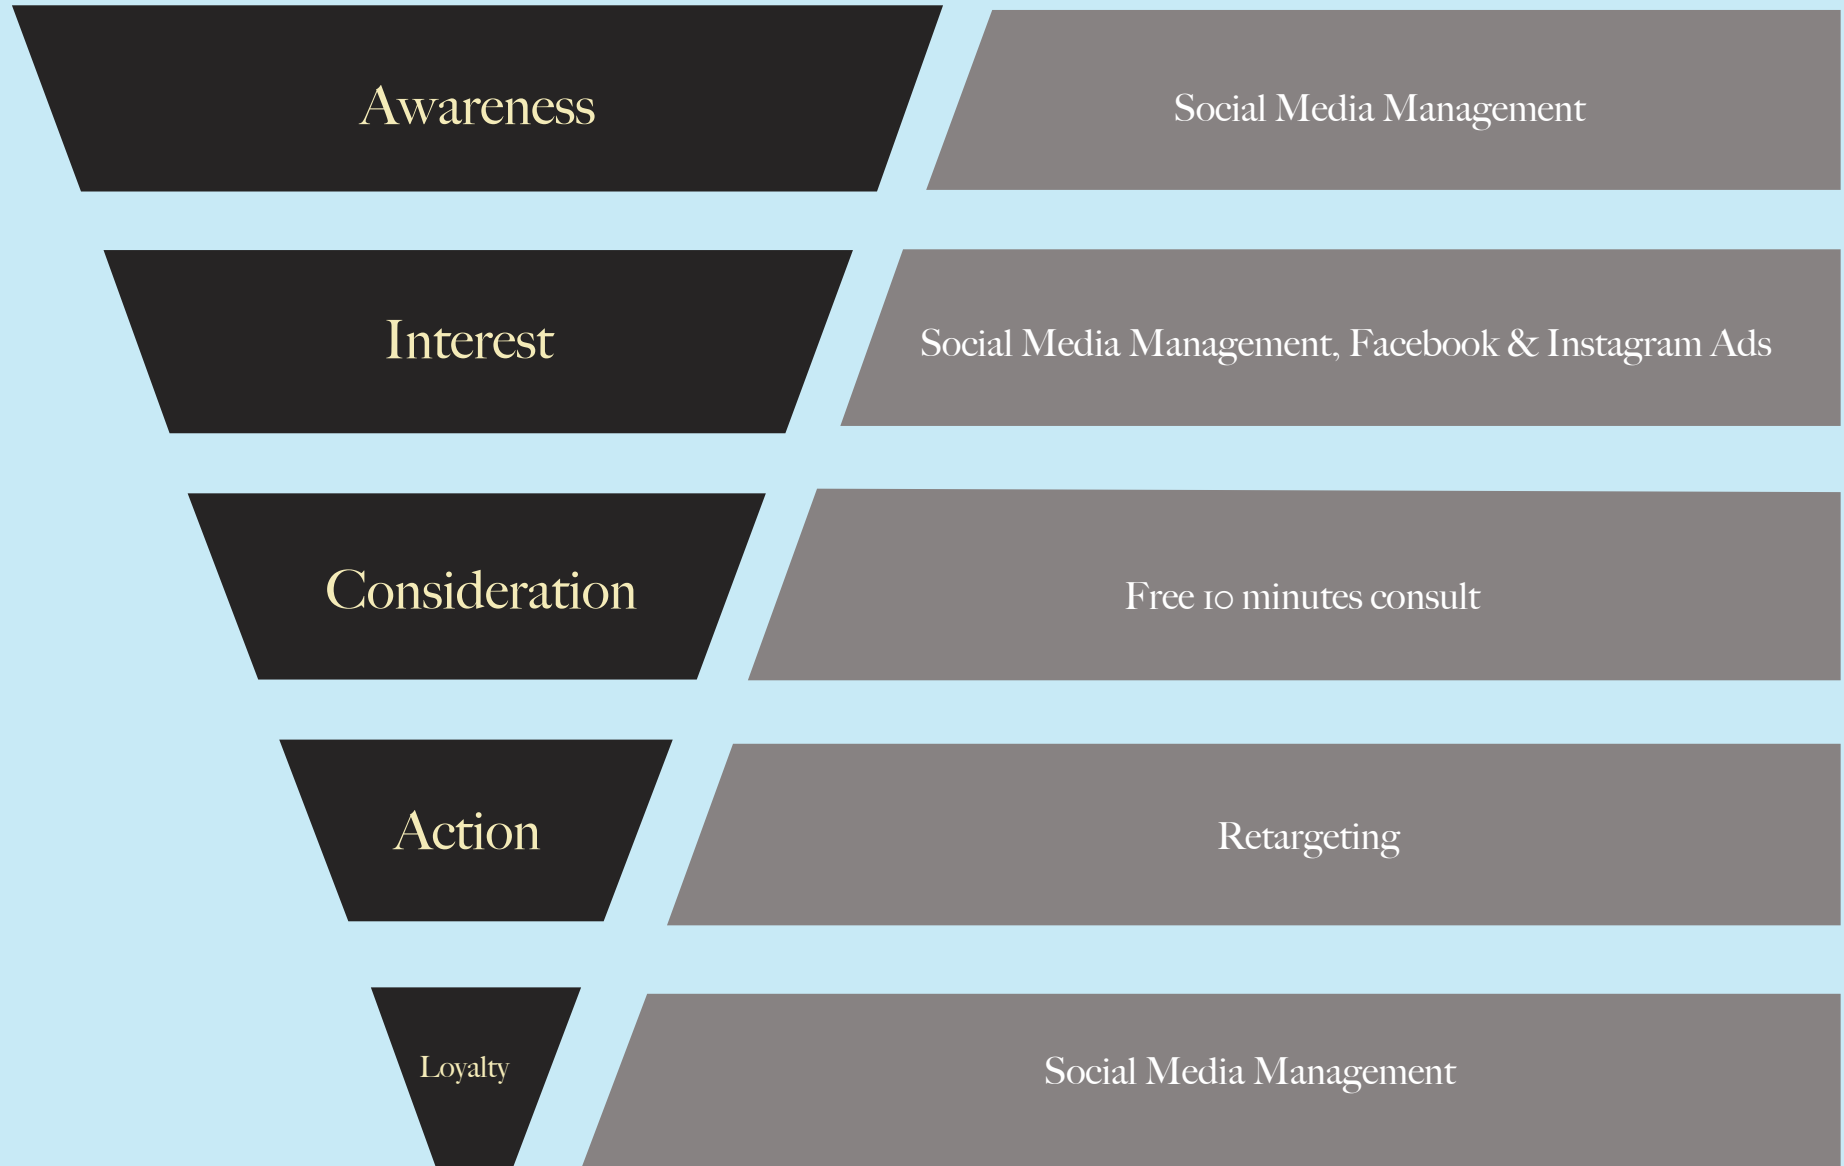 Awareness
Social Media Management
Interest
Social Media Management, Facebook & Instagram Ads
Consideration
Free 10 minutes consult
Action
Retargeting
Loyalty
Social Media Management